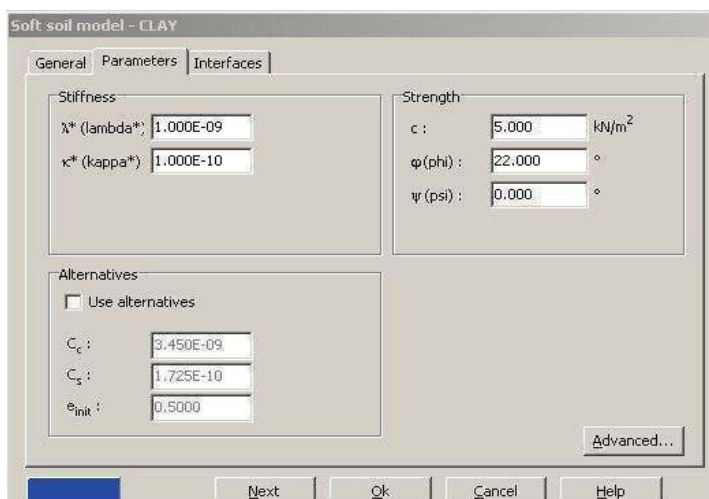 Soft soil model - CLAY
General Parameters Interfaces
Stiffness
λ* (lambda*) 1.000E-09
κ* (kappa*) 1.000E-10
Strength
c : 5.000 kN/m²
φ(phi) : 22.000 °
ψ (psi) : 0.000 °
Alternatives
Use alternatives
Cc : 3.450E-09
Cs : 1.725E-10
einit : 0.5000
Advanced...
Next Ok Cancel Help